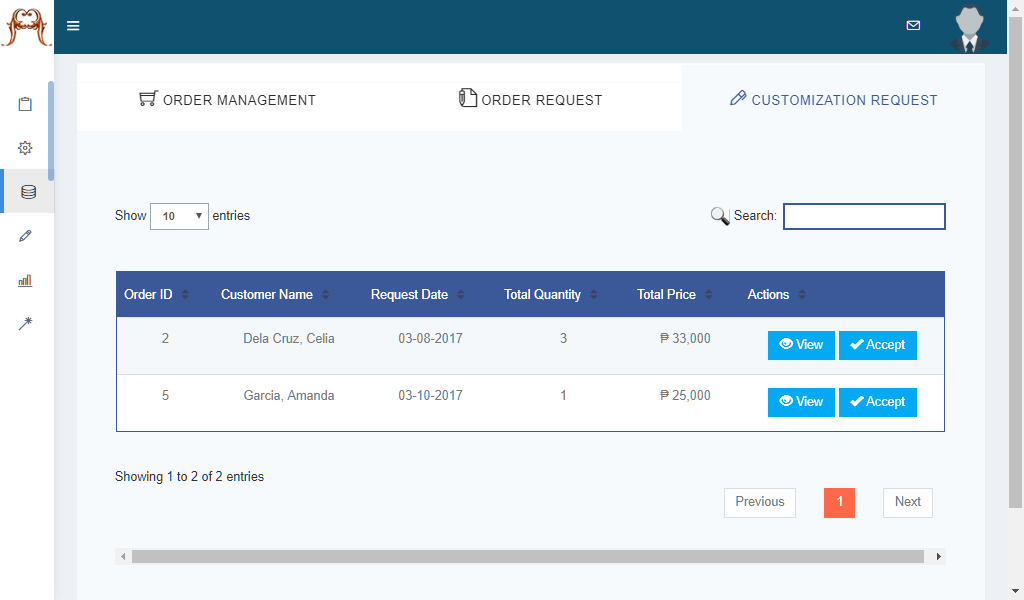 ORDER MANAGEMENT
ORDER REQUEST
CUSTOMIZATION REQUEST
Show 10 entries
Search:
Order ID Customer Name Request Date Total Quantity Total Price Actions
2 Dela Cruz, Celia 03-08-2017 3 ₱ 33,000 View Accept
5 Garcia, Amanda 03-10-2017 1 ₱ 25,000 View Accept
Showing 1 to 2 of 2 entries
Previous 1 Next